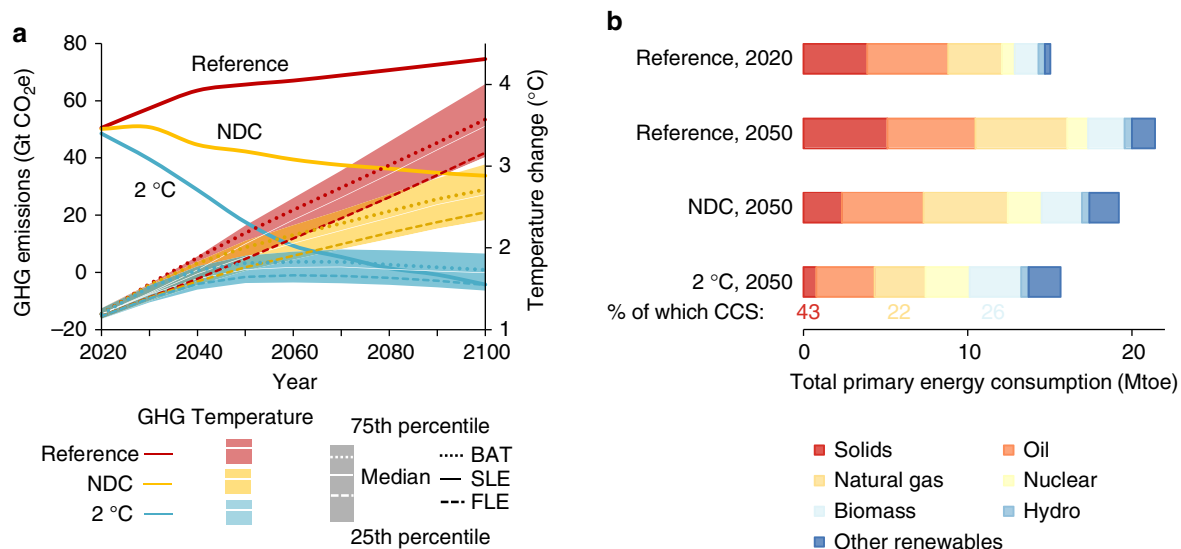 a
80
60
40
20
0
−20
GHG emissions (Gt CO2e)
Reference
NDC
2 °C
4
3
2
1
Temperature change (°C)
2020 2040 2060 2080 2100
Year
GHG Temperature
Reference
NDC
2 °C
75th percentile
Median
25th percentile
BAT
SLE
FLE
b
Reference, 2020
Reference, 2050
NDC, 2050
2 °C, 2050
% of which CCS: 43 22 26
0 10 20
Total primary energy consumption (Mtoe)
Solids Oil
Natural gas Nuclear
Biomass Hydro
Other renewables